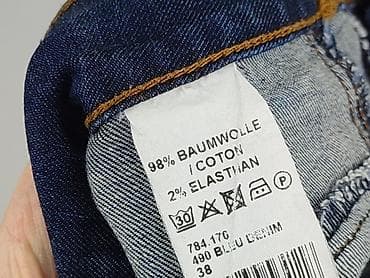 98% BAUMWOLLE
/ COTON
2% ELASTHAN
30 P
784.176
490 BLEU DENIM
38